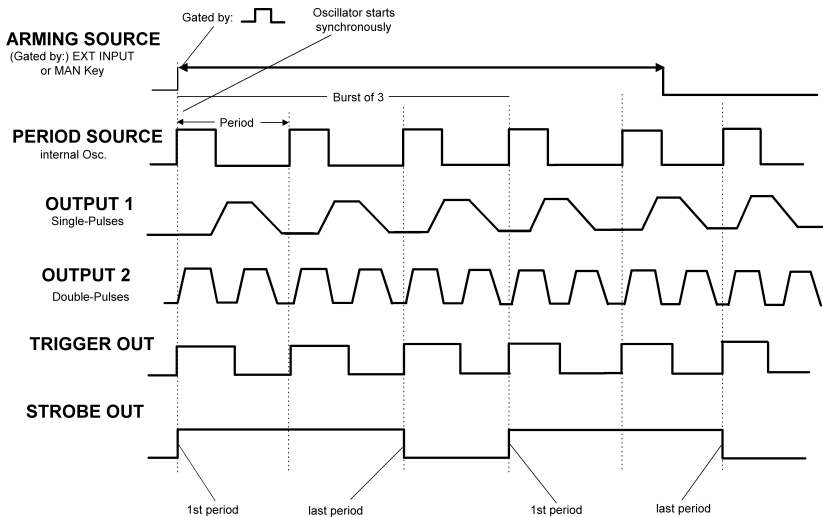 Gated by:
Oscillator starts
synchronously
ARMING SOURCE
(Gated by:) EXT INPUT
or MAN Key
Burst of 3
Period
PERIOD SOURCE
internal Osc.
OUTPUT 1
Single-Pulses
OUTPUT 2
Double-Pulses
TRIGGER OUT
STROBE OUT
1st period
last period
1st period
last period